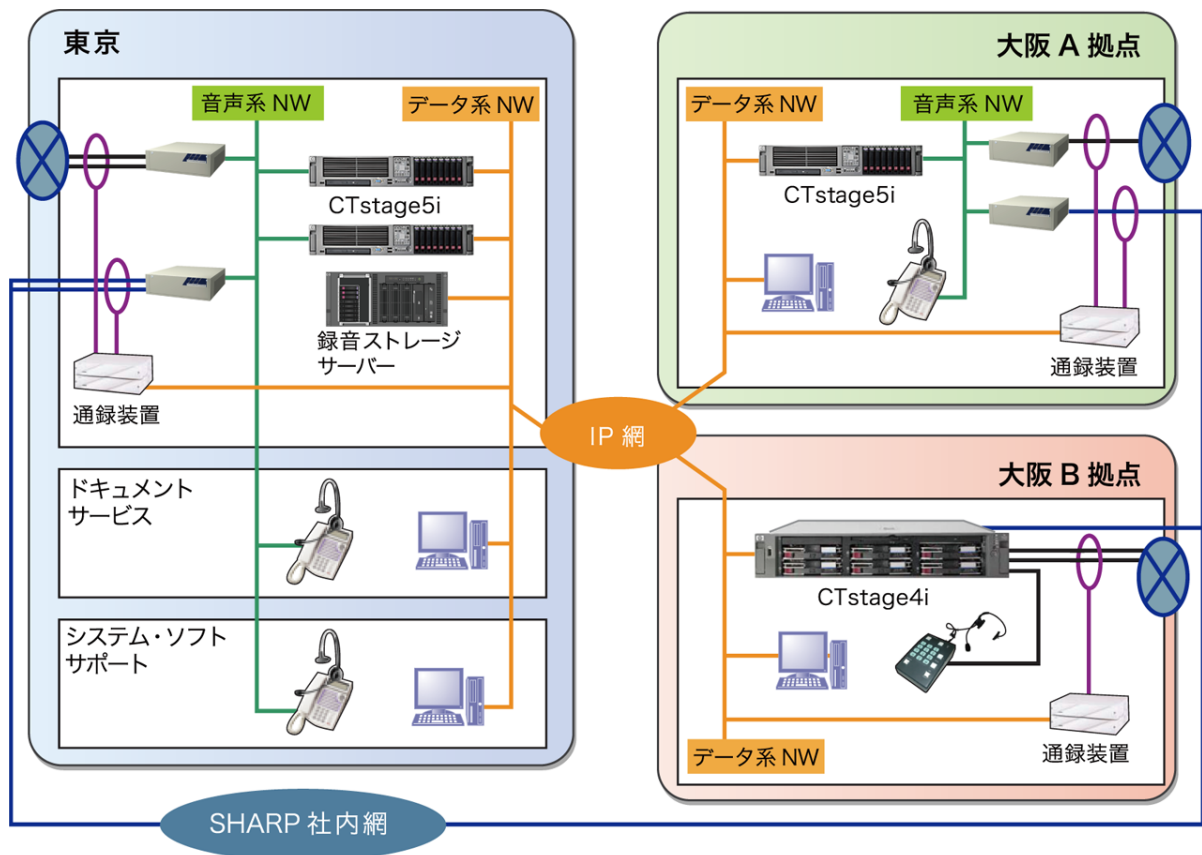 東京
音声系 NW
データ系 NW
CTstage5i
録音ストレージ
サーバー
通録装置
ドキュメント
サービス
システム・ソフト
サポート
IP 網
大阪 A 拠点
データ系 NW
音声系 NW
CTstage5i
通録装置
大阪 B 拠点
CTstage4i
通録装置
データ系 NW
SHARP 社内網